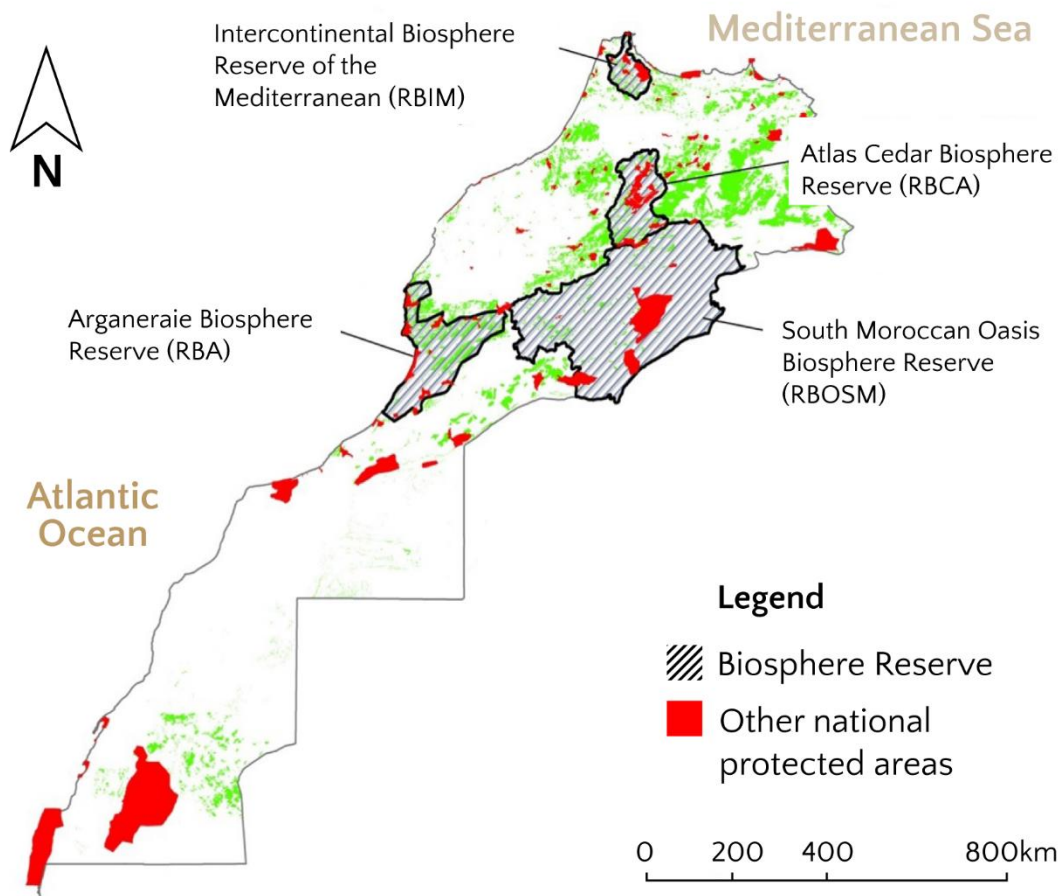 Intercontinental Biosphere
Reserve of the
Mediterranean (RBIM)
Mediterranean Sea
N
Atlas Cedar Biosphere
Reserve (RBCA)
Arganeraie Biosphere
Reserve (RBA)
South Moroccan Oasis
Biosphere Reserve
(RBOSM)
Atlantic
Ocean
Legend
Biosphere Reserve
Other national
protected areas
0 200 400 800km